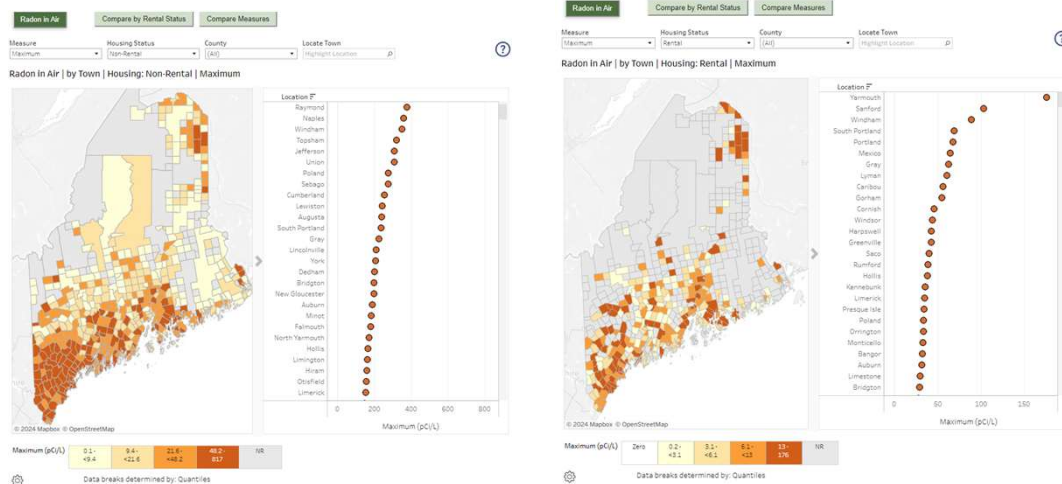 Radon in Air
Compare by Rental Status
Compare Measures
Measure
Maximum
Housing Status
Non-Rental
County
(All)
Locate Town
Highlight Location
?
Radon in Air | by Town | Housing: Non-Rental | Maximum
Location
Raymond
Naples
Windham
Topsham
Jefferson
Union
Poland
Sebago
Cumberland
Lewiston
Augusta
South Portland
Gray
Lincolnville
York
Dedham
Bridgton
New Gloucester
Auburn
Minot
Falmouth
North Yarmouth
Hollis
Limington
Hiram
Otisfield
Limerick
0 200 400 600 800
Maximum (pCi/L)
© 2024 Mapbox © OpenStreetMap
Maximum (pCi/L)
0.1 - <9.4
9.4 - <21.6
21.6 - <48.2
48.2 - 817
NR
Data breaks determined by: Quantiles
Radon in Air
Compare by Rental Status
Compare Measures
Measure
Maximum
Housing Status
Rental
County
(All)
Locate Town
Highlight Location
?
Radon in Air | by Town | Housing: Rental | Maximum
Location
Yarmouth
Sanford
Windham
South Portland
Portland
Mexico
Gray
Lyman
Caribou
Gorham
Cornish
Windsor
Harpswell
Greenville
Saco
Rumford
Hollis
Kennebunk
Limerick
Presque Isle
Poland
Orrington
Monticello
Bangor
Auburn
Limestone
Bridgton
0 50 100 150
Maximum (pCi/L)
© 2024 Mapbox © OpenStreetMap
Maximum (pCi/L)
Zero
0.2 - <3.1
3.1 - <6.1
6.1 - <13
13 - 176
NR
Data breaks determined by: Quantiles